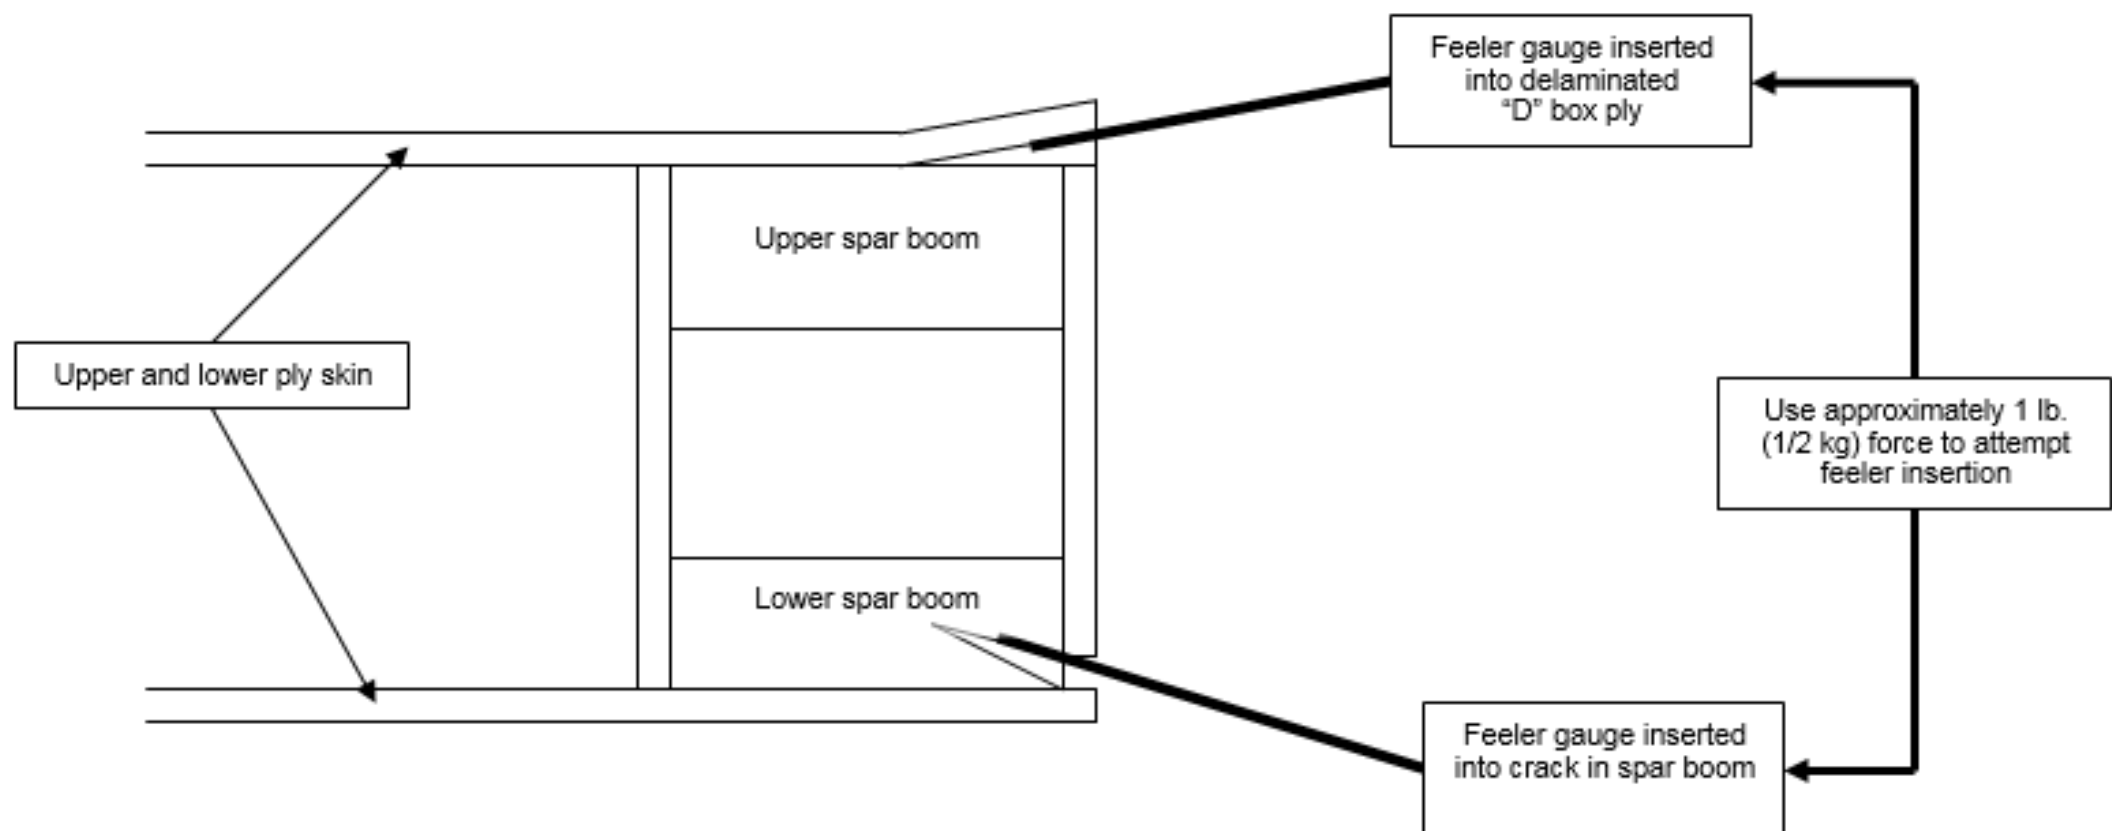 Feeler gauge inserted
into delaminated
“D” box ply
Upper spar boom
Upper and lower ply skin
Use approximately 1 lb.
(1/2 kg) force to attempt
feeler insertion
Lower spar boom
Feeler gauge inserted
into crack in spar boom